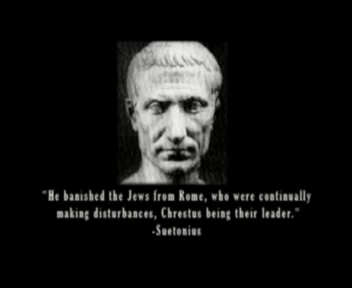 "He banished the Jews from Rome, who were continually
making disturbances, Chrestus being their leader."
-Suetonius